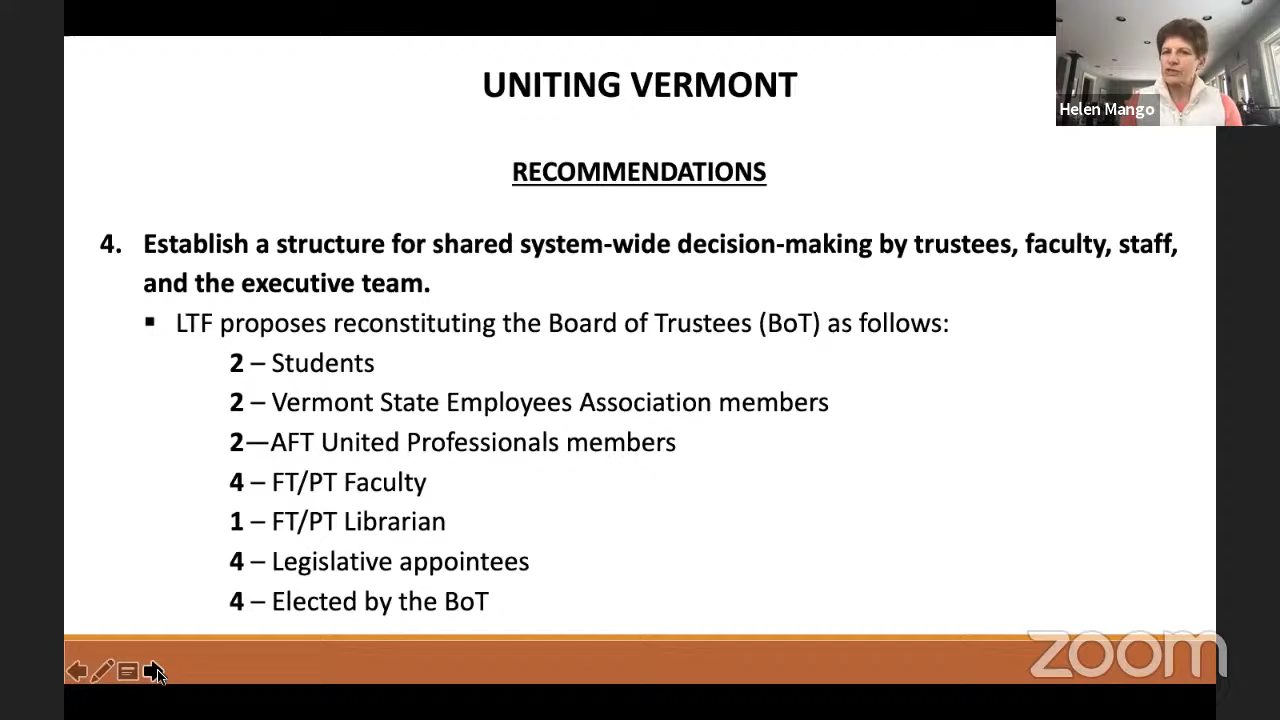 UNITING VERMONT
Helen Mango
RECOMMENDATIONS
4. Establish a structure for shared system-wide decision-making by trustees, faculty, staff,
and the executive team.
▪ LTF proposes reconstituting the Board of Trustees (BoT) as follows:
2 – Students
2 – Vermont State Employees Association members
2—AFT United Professionals members
4 – FT/PT Faculty
1 – FT/PT Librarian
4 – Legislative appointees
4 – Elected by the BoT
zoom